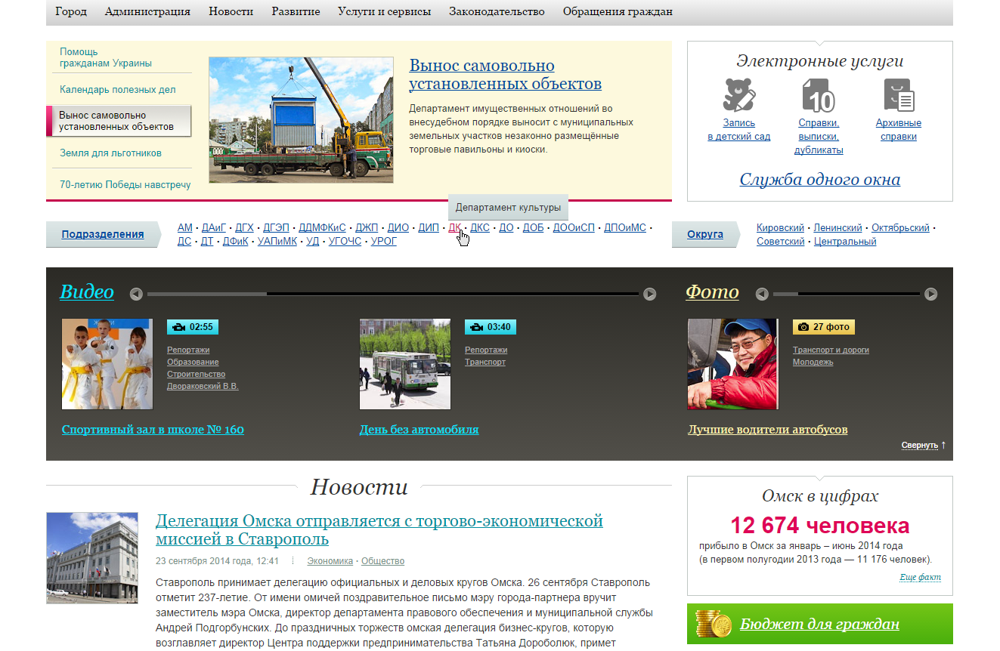 Город Администрация Новости Развитие Услуги и сервисы Законодательство Обращения граждан
Помощь
гражданам Украины
Календарь полезных дел
Вынос самовольно
установленных объектов
Земля для льготников
70-летию Победы навстречу
Вынос самовольно
установленных объектов
Департамент имущественных отношений во
внесудебном порядке выносит с муниципальных
земельных участков незаконно размещённые
торговые павильоны и киоски.
Электронные услуги
Запись
в детский сад
10
Справки,
выписки,
дубликаты
Архивные
справки
Служба одного окна
Департамент культуры
Подразделения
АМ · ДАиГ · ДГХ · ДГЭП · ДДМФКиС · ДЖП · ДИО · ДИП · ДК · ДКС · ДО · ДОБ · ДООиСП · ДПОиМС ·
ДС · ДТ · ДФиК · УАПиМК · УД · УГОЧС · УРОГ
Округа
Кировский · Ленинский · Октябрьский ·
Советский · Центральный
Видео
02:55
Репортажи
Образование
Строительство
Двораковский В.В.
Спортивный зал в школе № 160
03:40
Репортажи
Транспорт
День без автомобиля
Фото
27 фото
Транспорт и дороги
Молодежь
Лучшие водители автобусов
Свернуть ↑
Новости
Делегация Омска отправляется с торгово-экономической
миссией в Ставрополь
23 сентября 2014 года, 12:41 Экономика · Общество
Ставрополь принимает делегацию официальных и деловых кругов Омска. 26 сентября Ставрополь
отметит 237-летие. От имени омичей поздравительное письмо мэру города-партнера вручит
заместитель мэра Омска, директор департамента правового обеспечения и муниципальной службы
Андрей Подгорбунских. До праздничных торжеств омская делегация бизнес-кругов, которую
возглавляет директор Центра поддержки предпринимательства Татьяна Дороболюк, примет
Омск в цифрах
12 674 человека
прибыло в Омск за январь – июнь 2014 года
(в первом полугодии 2013 года — 11 176 человек).
Еще факт
Бюджет для граждан